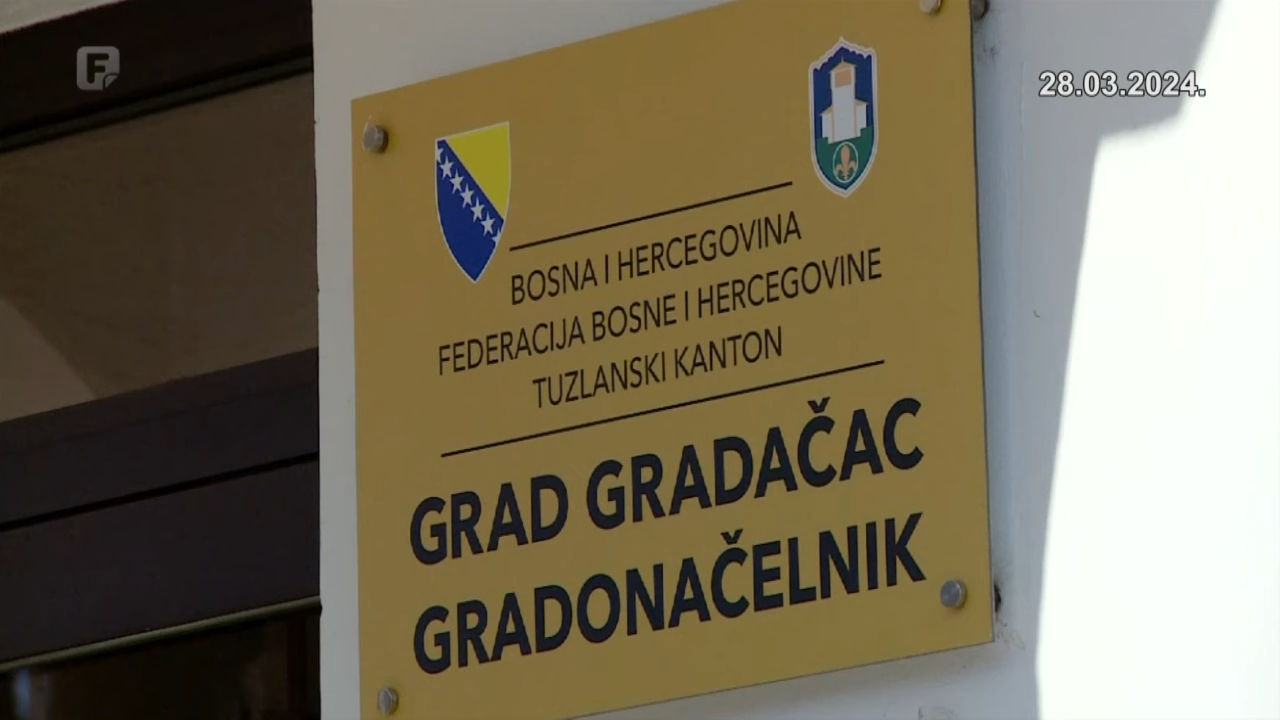 F
28.03.2024.
BOSNA I HERCEGOVINA
FEDERACIJA BOSNE I HERCEGOVINE
TUZLANSKI KANTON
GRAD GRADAČAC
GRADONAČELNIK